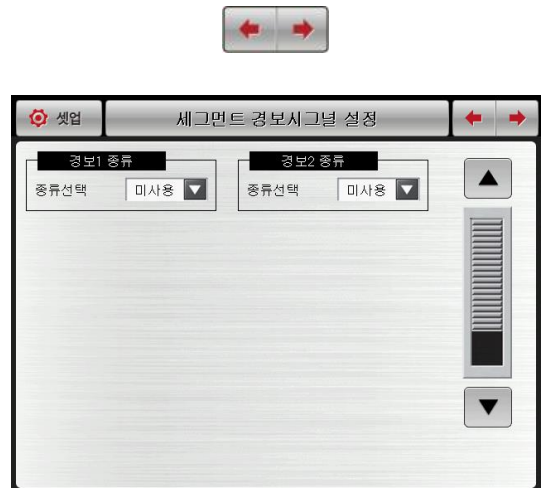 셋업
세그먼트 경보시그널 설정
경보1 종류
종류선택 미사용
경보2 종류
종류선택 미사용